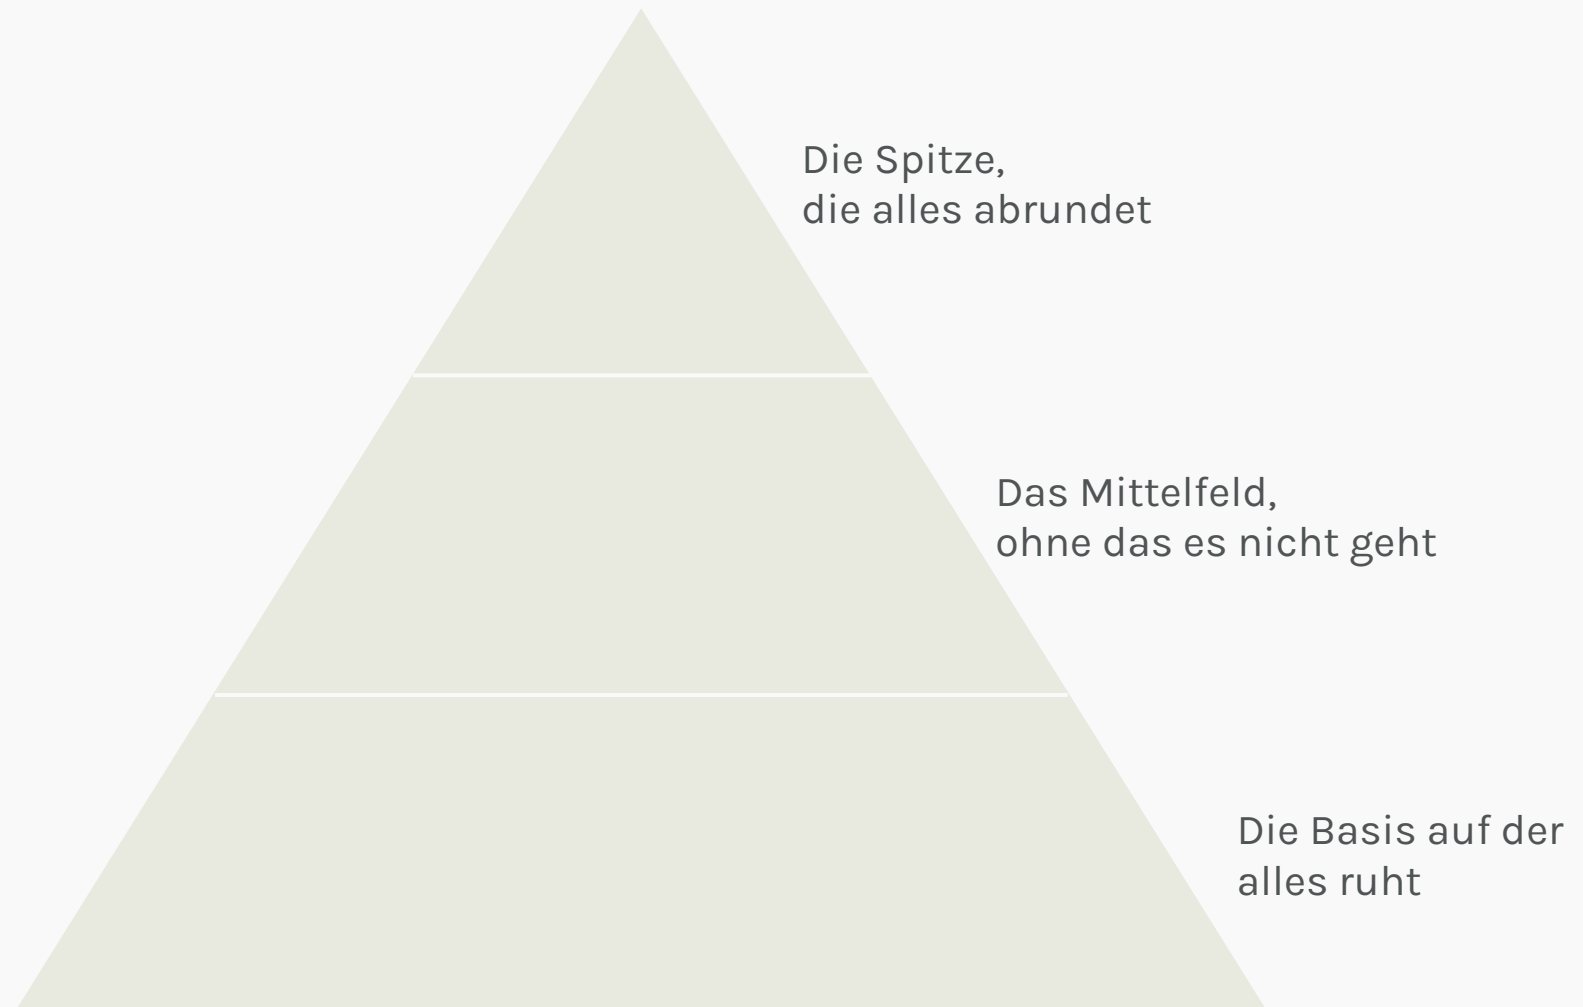 Die Spitze,
die alles abrundet
Das Mittelfeld,
ohne das es nicht geht
Die Basis auf der
alles ruht